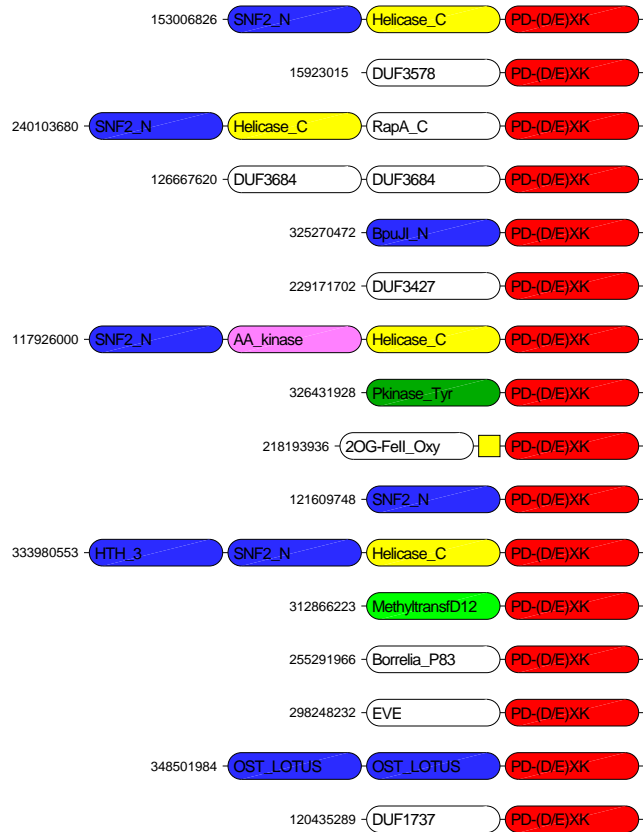 153006826 SNF2_N Helicase_C PD-(D/E)XK
15923015 DUF3578 PD-(D/E)XK
240103680 SNF2_N Helicase_C RapA_C PD-(D/E)XK
126667620 DUF3684 DUF3684 PD-(D/E)XK
325270472 BpuJI_N PD-(D/E)XK
229171702 DUF3427 PD-(D/E)XK
117926000 SNF2_N AA_kinase Helicase_C PD-(D/E)XK
326431928 Pkinase_Tyr PD-(D/E)XK
218193936 2OG-FeII_Oxy PD-(D/E)XK
121609748 SNF2_N PD-(D/E)XK
333980553 HTH_3 SNF2_N Helicase_C PD-(D/E)XK
312866223 MethyltransfD12 PD-(D/E)XK
255291966 Borrelia_P83 PD-(D/E)XK
298248232 EVE PD-(D/E)XK
348501984 OST_LOTUS OST_LOTUS PD-(D/E)XK
120435289 DUF1737 PD-(D/E)XK